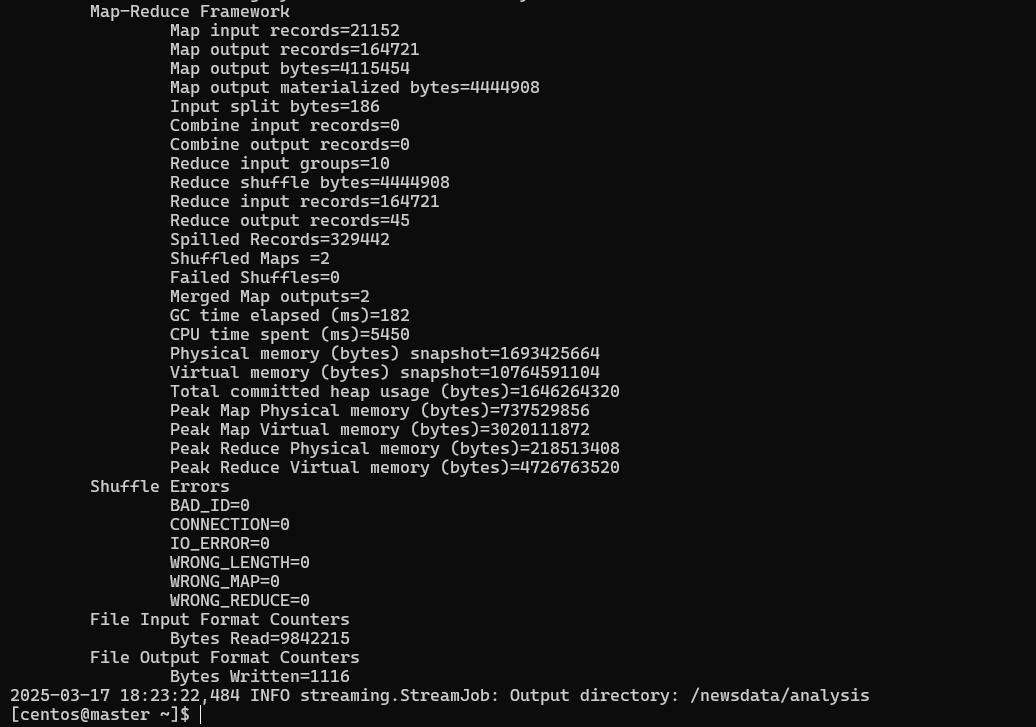 Map-Reduce Framework
Map input records=21152
Map output records=164721
Map output bytes=4115454
Map output materialized bytes=4444908
Input split bytes=186
Combine input records=0
Combine output records=0
Reduce input groups=10
Reduce shuffle bytes=4444908
Reduce input records=164721
Reduce output records=45
Spilled Records=329442
Shuffled Maps =2
Failed Shuffles=0
Merged Map outputs=2
GC time elapsed (ms)=182
CPU time spent (ms)=5450
Physical memory (bytes) snapshot=1693425664
Virtual memory (bytes) snapshot=10764591104
Total committed heap usage (bytes)=1646264320
Peak Map Physical memory (bytes)=737529856
Peak Map Virtual memory (bytes)=3020111872
Peak Reduce Physical memory (bytes)=218513408
Peak Reduce Virtual memory (bytes)=4726763520
Shuffle Errors
BAD_ID=0
CONNECTION=0
IO_ERROR=0
WRONG_LENGTH=0
WRONG_MAP=0
WRONG_REDUCE=0
File Input Format Counters
Bytes Read=9842215
File Output Format Counters
Bytes Written=1116
2025-03-17 18:23:22,484 INFO streaming.StreamJob: Output directory: /newsdata/analysis
[centos@master ~]$